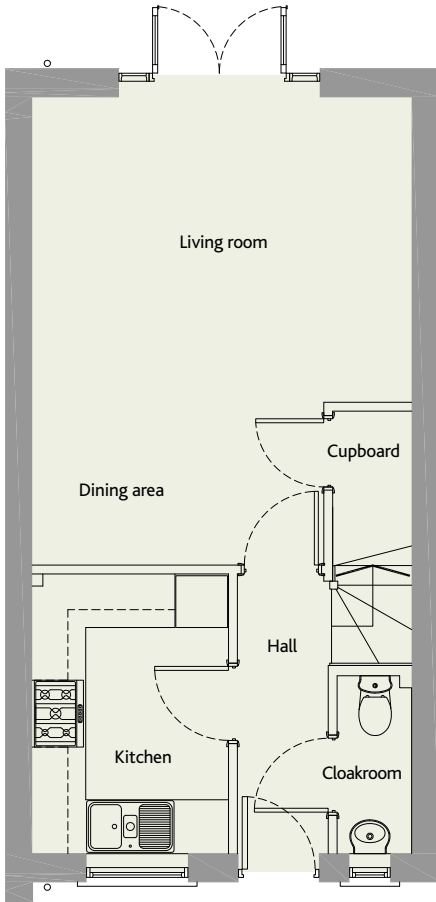 Living room
Cupboard
Dining area
Hall
Kitchen
Cloakroom